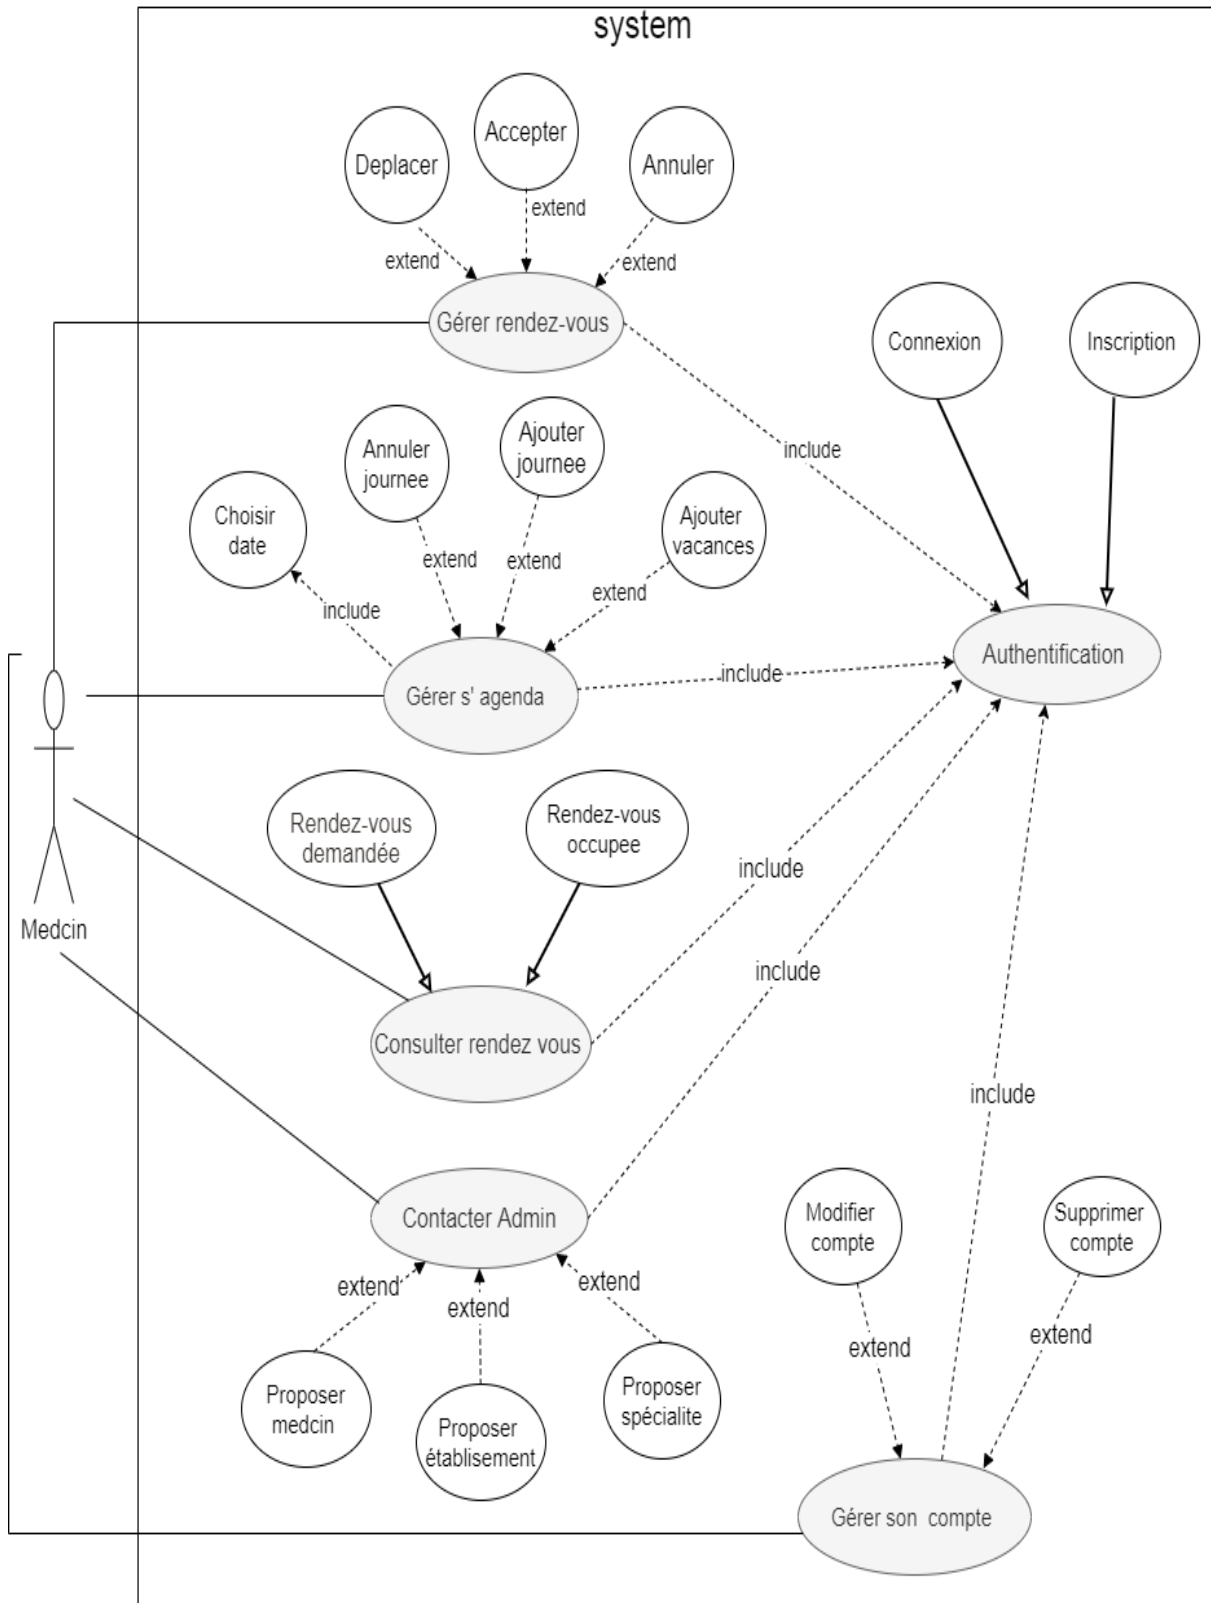 system
Accepter
Deplacer
Annuler
extend
extend
extend
Gérer rendez-vous
Connexion
Inscription
include
Annuler
journee
Ajouter
journee
Choisir
date
Ajouter
vacances
extend
extend
extend
include
Authentification
Gérer s' agenda
include
Rendez-vous
demandée
Rendez-vous
occupee
include
Medcin
include
Consulter rendez vous
include
Contacter Admin
Modifier
compte
Supprimer
compte
extend
extend
extend
extend
extend
Proposer
medcin
Proposer
établisement
Proposer
spécialite
Gérer son compte